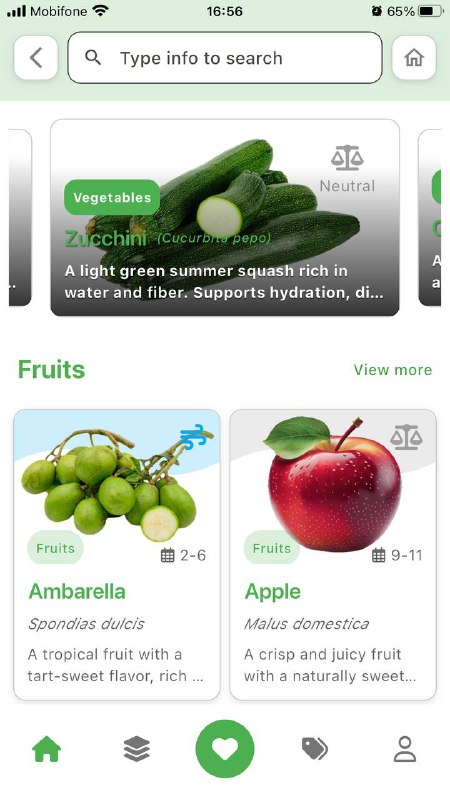 Mobifone 16:56 65%
Type info to search
Neutral
Vegetables
Zucchini (Cucurbita pepo)
A light green summer squash rich in
water and fiber. Supports hydration, di...
Fruits View more
Fruits 2-6
Ambarella
Spondias dulcis
A tropical fruit with a
tart-sweet flavor, rich ...
Fruits 9-11
Apple
Malus domestica
A crisp and juicy fruit
with a naturally sweet...